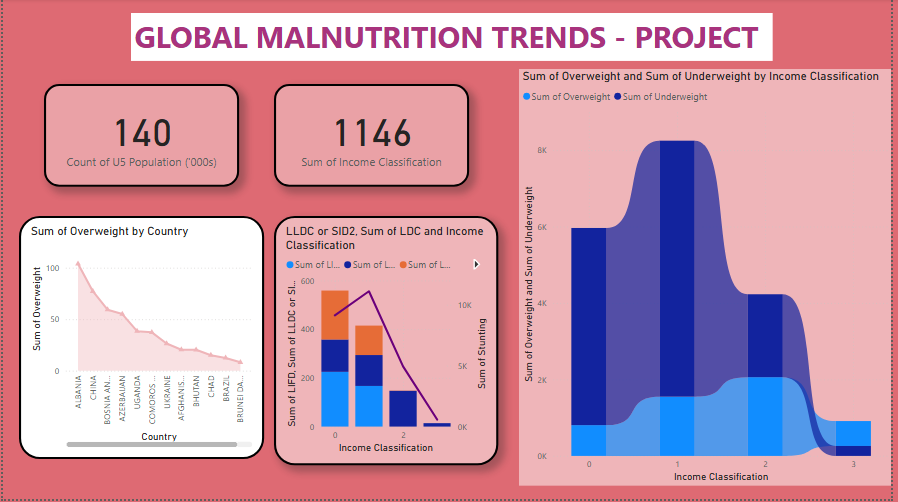 GLOBAL MALNUTRITION TRENDS - PROJECT
140
Count of US Population ('000s)
1146
Sum of Income Classification
Sum of Overweight and Sum of Underweight by Income Classification
Sum of Overweight Sum of Underweight
Sum of Overweight and Sum of Underweight
8K
6K
4K
2K
0K
0 1 2 3
Income Classification
Sum of Overweight by Country
Sum of Overweight
100
50
0
ALBANIA
CHINA
BOSNIA AN...
AZERBAIJAN
UGANDA
COMOROS ...
UKRAINE
AFGHANIS...
BHUTAN
CHAD
BRAZIL
BRUNEI DA...
Country
LLDC or SID2, Sum of LDC and Income
Classification
Sum of LI... Sum of L... Sum of L...
Sum of LIFD, Sum of LLDC or SI...
600
400
200
0
10K
5K
0K
Sum of Stunting
0 2
Income Classification